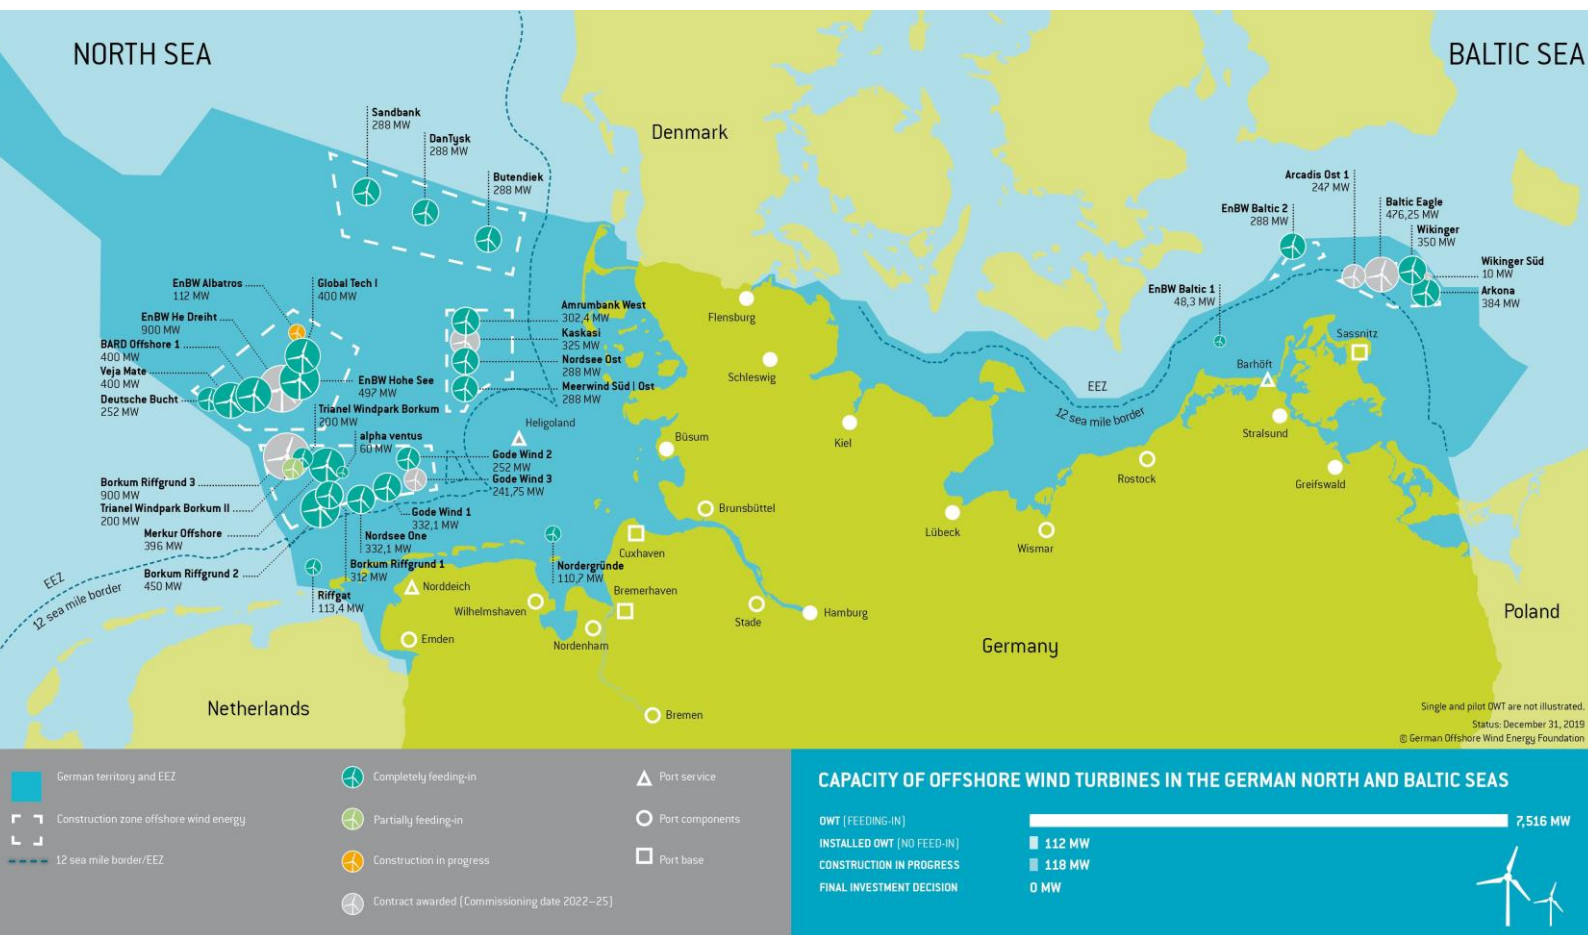 NORTH SEA
BALTIC SEA
Denmark
Sandbank
288 MW
DanTysk
288 MW
Butendiek
288 MW
EnBW Albatros
112 MW
Global Tech I
400 MW
EnBW He Dreiht
900 MW
BARD Offshore 1
400 MW
Veja Mate
400 MW
Deutsche Bucht
252 MW
EnBW Hohe See
497 MW
Trianel Windpark Borkum
200 MW
alpha ventus
60 MW
Amrumbank West
302,4 MW
Kaskasi
325 MW
Nordsee Ost
288 MW
Meerwind Süd | Ost
288 MW
Heligoland
Gode Wind 2
252 MW
Gode Wind 3
241,75 MW
Borkum Riffgrund 3
900 MW
Trianel Windpark Borkum II
200 MW
Merkur Offshore
396 MW
Borkum Riffgrund 2
450 MW
Gode Wind 1
332,1 MW
Nordsee One
332,1 MW
Borkum Riffgrund 1
312 MW
Riffgat
113,4 MW
Nordergründe
110,7 MW
EEZ
12 sea mile border
Arcadis Ost 1
247 MW
Baltic Eagle
476,25 MW
EnBW Baltic 2
288 MW
Wikinger
350 MW
Wikinger Süd
10 MW
Arkona
384 MW
EnBW Baltic 1
48,3 MW
EEZ
12 sea mile border
Flensburg
Schleswig
Kiel
Büsum
Brunsbüttel
Cuxhaven
Bremerhaven
Norddeich
Wilhelmshaven
Emden
Nordenham
Stade
Hamburg
Bremen
Lübeck
Wismar
Rostock
Barhöft
Sassnitz
Stralsund
Greifswald
Netherlands
Germany
Poland
Single and pilot OWT are not illustrated.
Status: December 31, 2019
© German Offshore Wind Energy Foundation
German territory and EEZ
Construction zone offshore wind energy
12 sea mile border/EEZ
Completely feeding-in
Partially feeding-in
Construction in progress
Contract awarded (Commissioning date 2022–25)
Port service
Port components
Port base
CAPACITY OF OFFSHORE WIND TURBINES IN THE GERMAN NORTH AND BALTIC SEAS
OWT (FEEDING-IN) 7,516 MW
INSTALLED OWT (NO FEED-IN) 112 MW
CONSTRUCTION IN PROGRESS 118 MW
FINAL INVESTMENT DECISION 0 MW